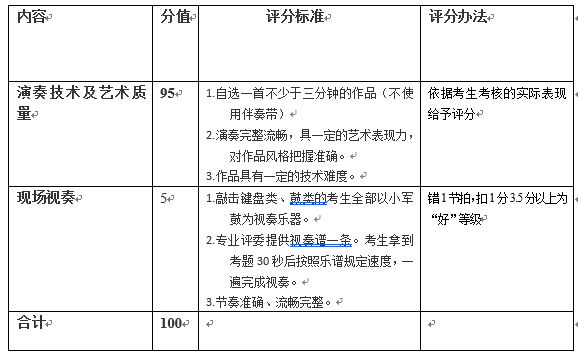 内容 分值 评分标准 评分办法
演奏技术及艺术质 95 1.自选一首不少于三分钟的作品（不使 依据考生考核的实际表现
量 用伴奏带） 给予评分
2.演奏完整流畅，具一定的艺术表现力，
对作品风格把握准确。
3.作品具有一定的技术难度。
现场视奏 5 1.敲击键盘类、鼓类的考生全部以小军 错1节拍，扣1分3.5分以上为
鼓为视奏乐器。 “好”等级
2.专业评委提供视奏谱一条。考生拿到
考题30秒后按照乐谱规定速度，一
遍完成视奏。
3.节奏准确、流畅完整。
合计 100